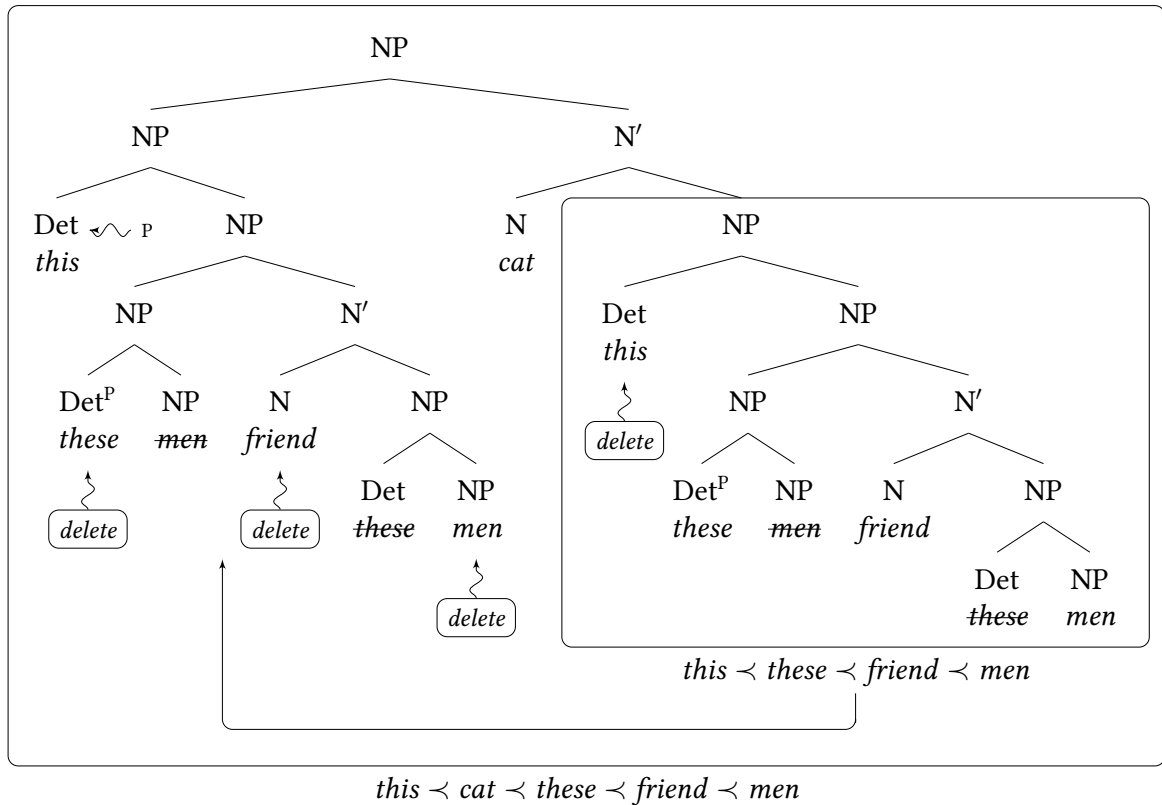 NP
NP N′
Det P NP N NP
this cat
NP N′ Det NP
this
Det^P NP N NP NP N′
these men friend delete
Det NP Det^P NP N NP
delete delete these men these men friend
Det NP
delete these men
this ≺ these ≺ friend ≺ men
this ≺ cat ≺ these ≺ friend ≺ men